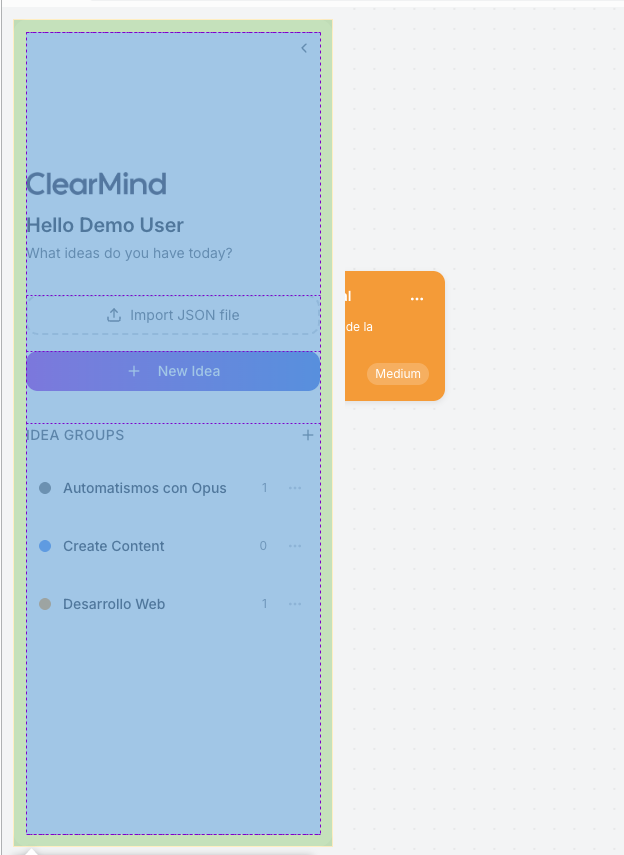 ClearMind
Hello Demo User
What ideas do you have today?
Import JSON file
New Idea
IDEA GROUPS
Automatismos con Opus 1
Create Content 0
Desarrollo Web 1
de la
Medium